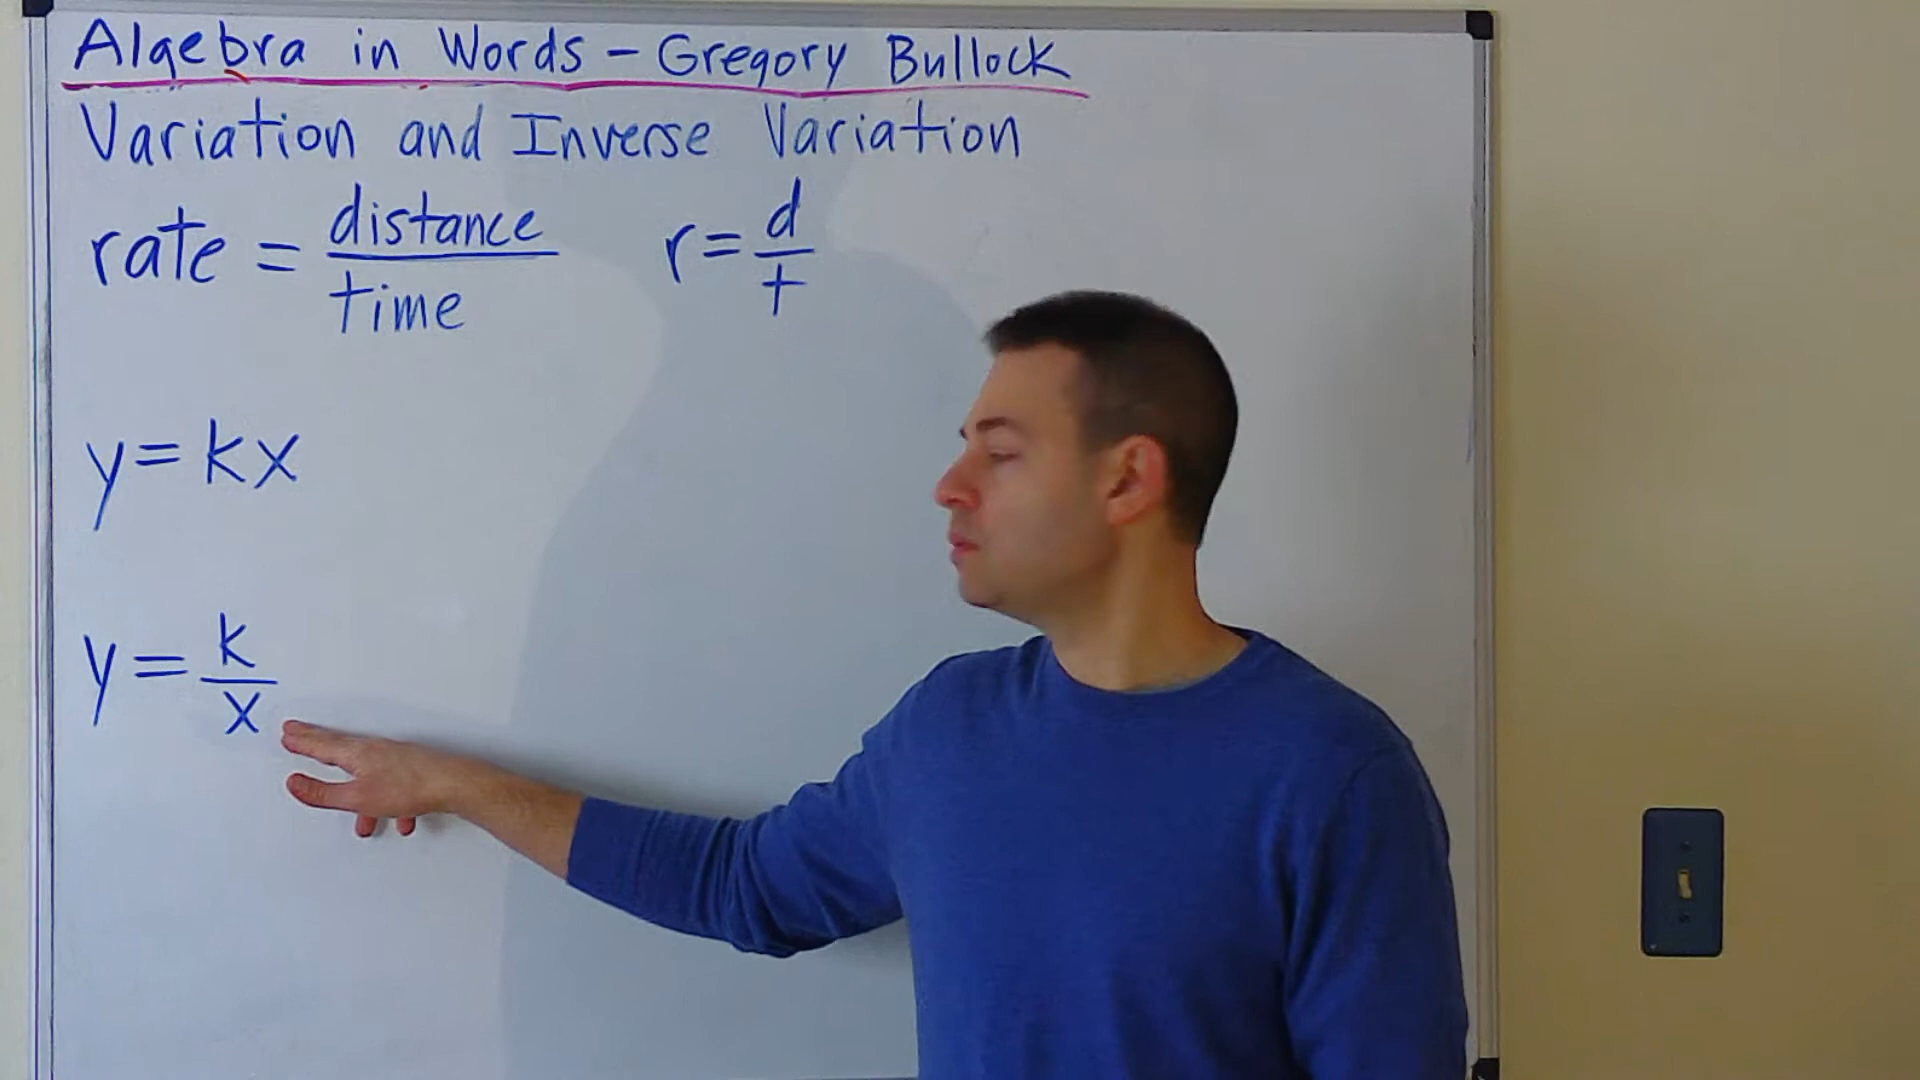 Algebra in Words - Gregory Bullock
Variation and Inverse Variation
rate = distance/time r = d/t
y = kx
y = k/x